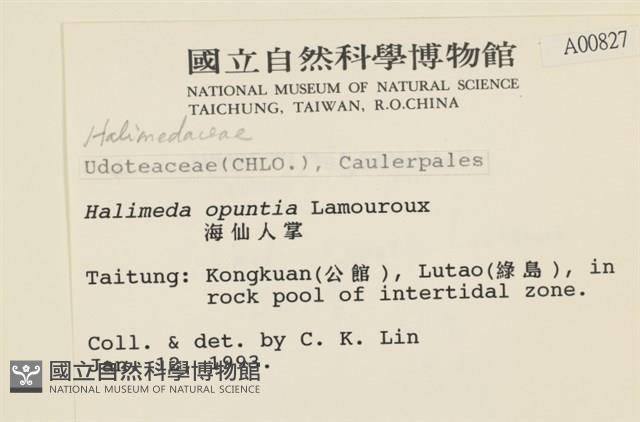 國立自然科學博物館
A00827
NATIONAL MUSEUM OF NATURAL SCIENCE
TAICHUNG, TAIWAN, R.O.CHINA
Halimedaceae
Udoteaceae(CHLO.), Caulerpales
Halimeda opuntia Lamouroux
海仙人掌
Taitung: Kongkuan(公館), Lutao(綠島), in
rock pool of intertidal zone.
Coll. & det. by C. K. Lin
Jan. 12, 1993.
國立自然科學博物館
NATIONAL MUSEUM OF NATURAL SCIENCE